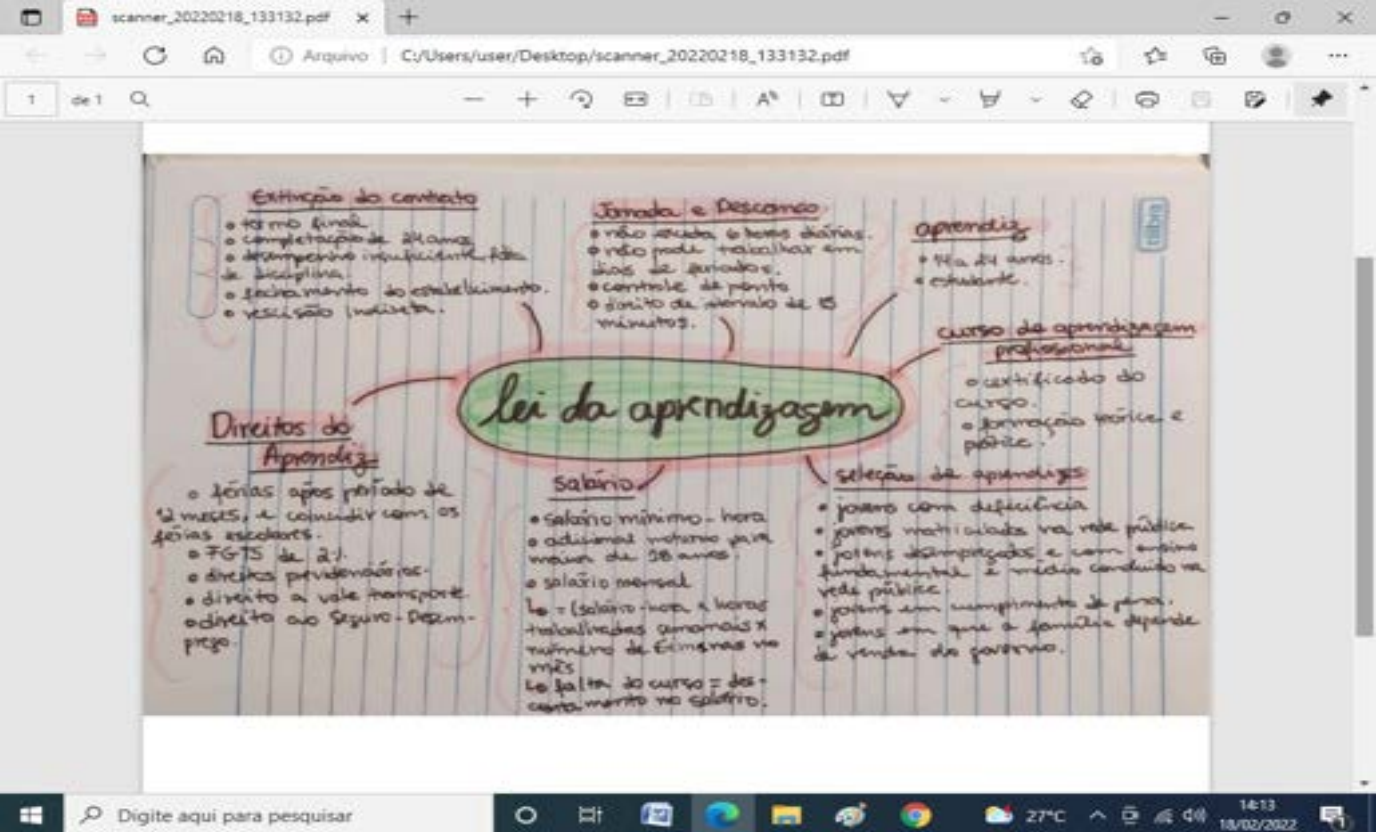 scanner_20220218_133132.pdf
Arquivo | C:/Users/user/Desktop/scanner_20220218_133132.pdf
1 de 1
Extinção do contrato
• termo final
• completação de 24 anos
• desempenho insuficiente, falta
de disciplina.
• fechamento do estabelecimento.
• rescisão indireta.
Jornada e Descanso
• não exceda 6 horas diárias.
• não pode trabalhar em
dias de feriados.
• controle de ponto
• direito de intervalo de 15
minutos.
aprendiz
• 14 a 24 anos.
• estudante.
tilibra
curso de aprendizagem
profissional
• certificado do
curso.
• formação teórica e
prática.
lei da aprendizagem
Direitos do
Aprendiz
• férias após período de
12 meses, e coincidir com os
férias escolares.
• FGTS de 2%.
• direitos previdenciários.
• direito a vale transporte
• direito ao Seguro-Desem-
prego.
Salário
• salário mínimo-hora
• adicional noturno para
maior de 18 anos.
• salário mensal
↳ = (salário-hora x horas
trabalhadas semanais x
número de semanas no
mês
↳ falta do curso = des-
conta mento no salário.
seleção de aprendizes
• jovens com deficiência
• jovens matriculados na rede pública
• jovens desempregados e com ensino
fundamental e médio concluído na
rede pública.
• jovens em cumprimento de pena.
• jovens em que a família depende
de renda do governo.
Digite aqui para pesquisar
27°C
14:13
18/02/2022